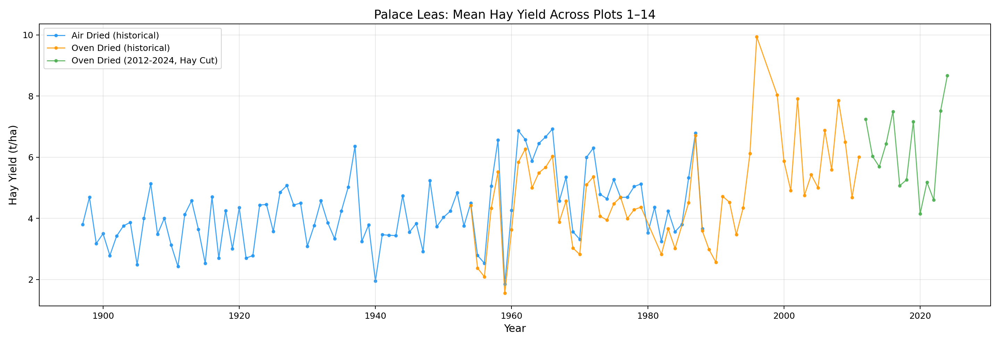 Palace Leas: Mean Hay Yield Across Plots 1–14
Air Dried (historical)
Oven Dried (historical)
Oven Dried (2012-2024, Hay Cut)
Hay Yield (t/ha)
10
8
6
4
2
1900 1920 1940 1960 1980 2000 2020
Year